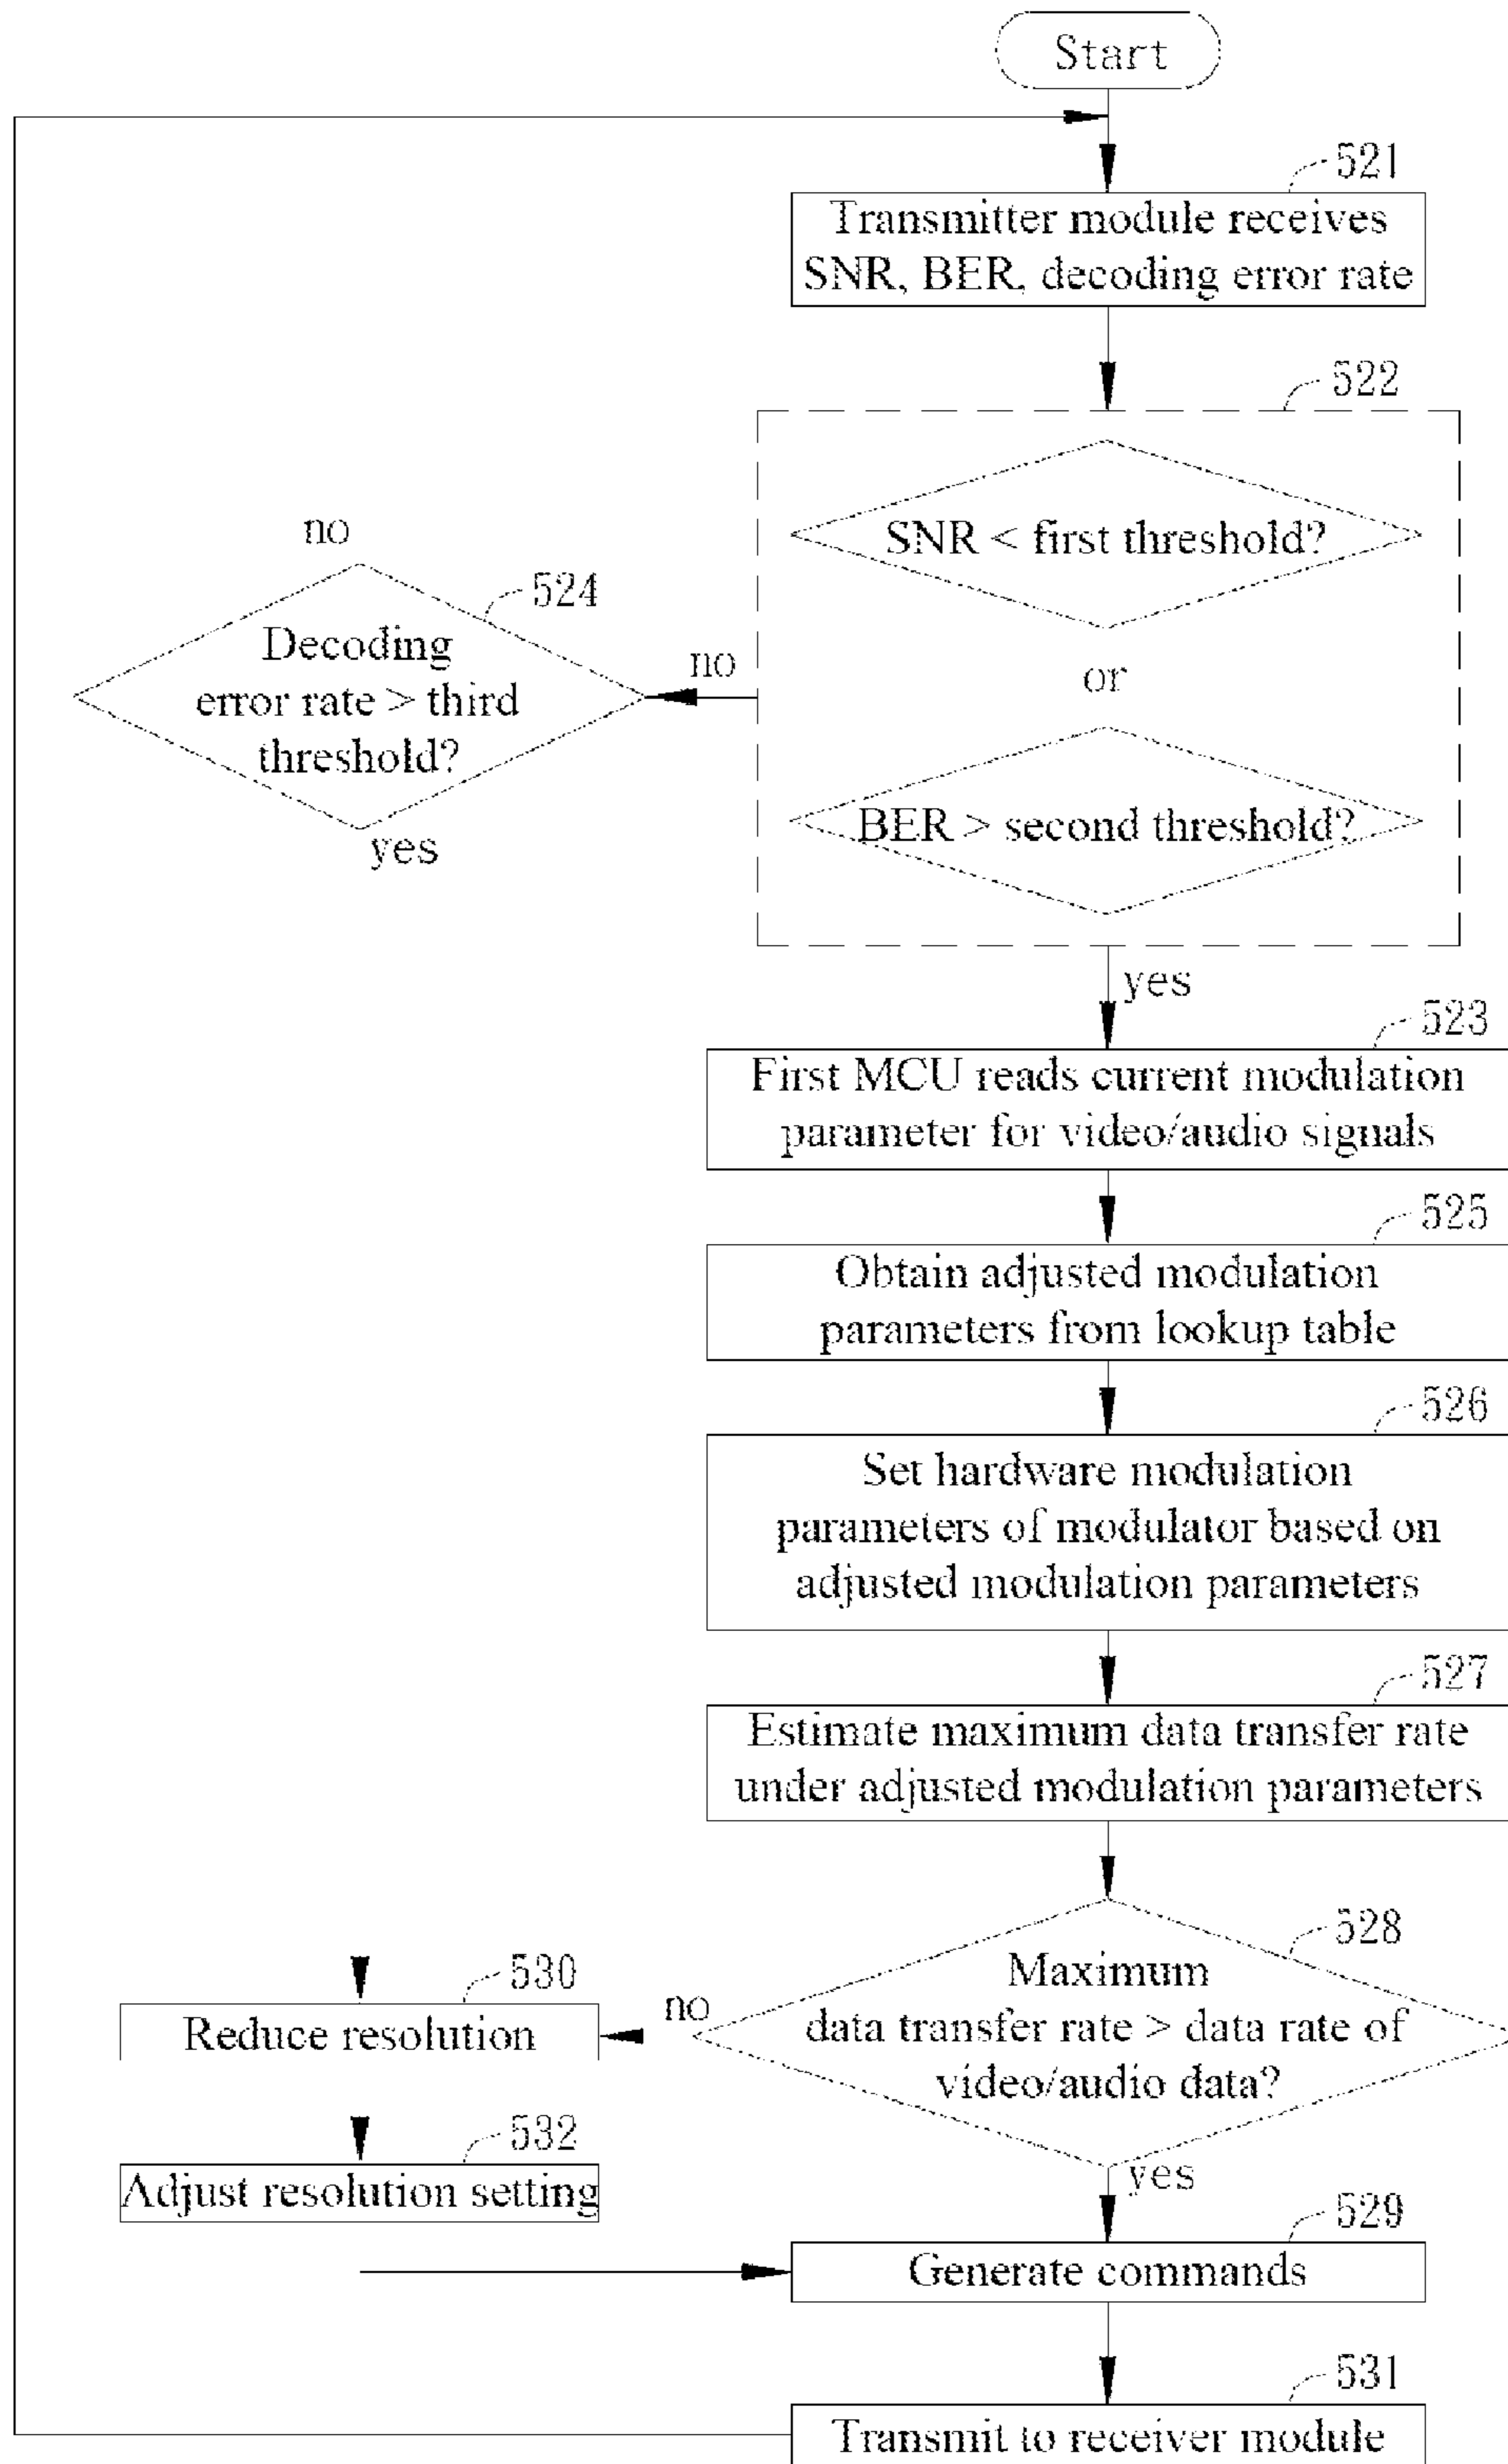 Start
521
Transmitter module receives
SNR, BER, decoding error rate
522
SNR < first threshold?
or
BER > second threshold?
no
524
Decoding
error rate > third
threshold?
no
yes
yes
523
First MCU reads current modulation
parameter for video/audio signals
525
Obtain adjusted modulation
parameters from lookup table
526
Set hardware modulation
parameters of modulator based on
adjusted modulation parameters
527
Estimate maximum data transfer rate
under adjusted modulation parameters
528
Maximum
data transfer rate > data rate of
video/audio data?
no
530
Reduce resolution
532
Adjust resolution setting
yes
529
Generate commands
531
Transmit to receiver module